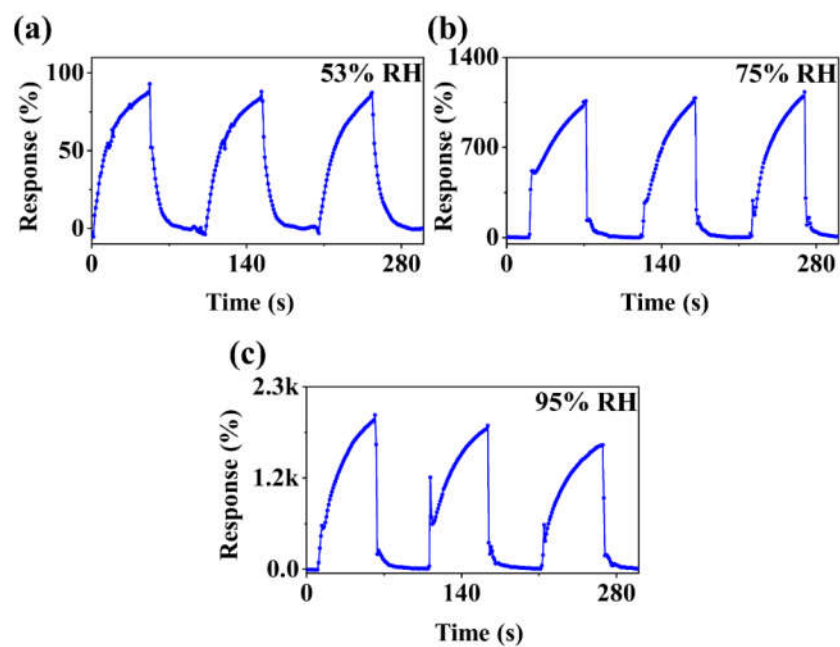 (a)
53% RH
100
50
0
Response (%)
0 140 280
Time (s)
(b)
75% RH
1400
700
0
Response (%)
0 140 280
Time (s)
(c)
95% RH
2.3k
1.2k
0.0
Response (%)
0 140 280
Time (s)